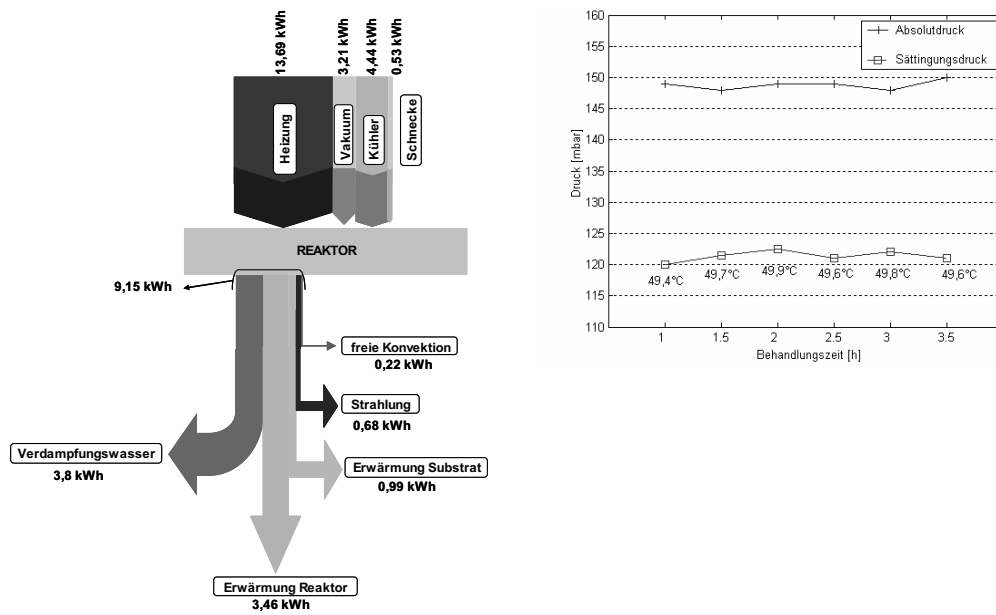 13,69 kWh
3,21 kWh
4,44 kWh
0,53 kWh
Heizung
Vakuum
Kühler
Schnecke
REAKTOR
9,15 kWh
freie Konvektion
0,22 kWh
Strahlung
0,68 kWh
Verdampfungswasser
3,8 kWh
Erwärmung Substrat
0,99 kWh
Erwärmung Reaktor
3,46 kWh
160
155
150
145
140
135
130
125
120
115
110
Druck [mbar]
Absolutdruck
Sättingungsdruck
49,4°C
49,7°C
49,9°C
49,6°C
49,8°C
49,6°C
1
1.5
2
2.5
3
3.5
Behandlungszeit [h]